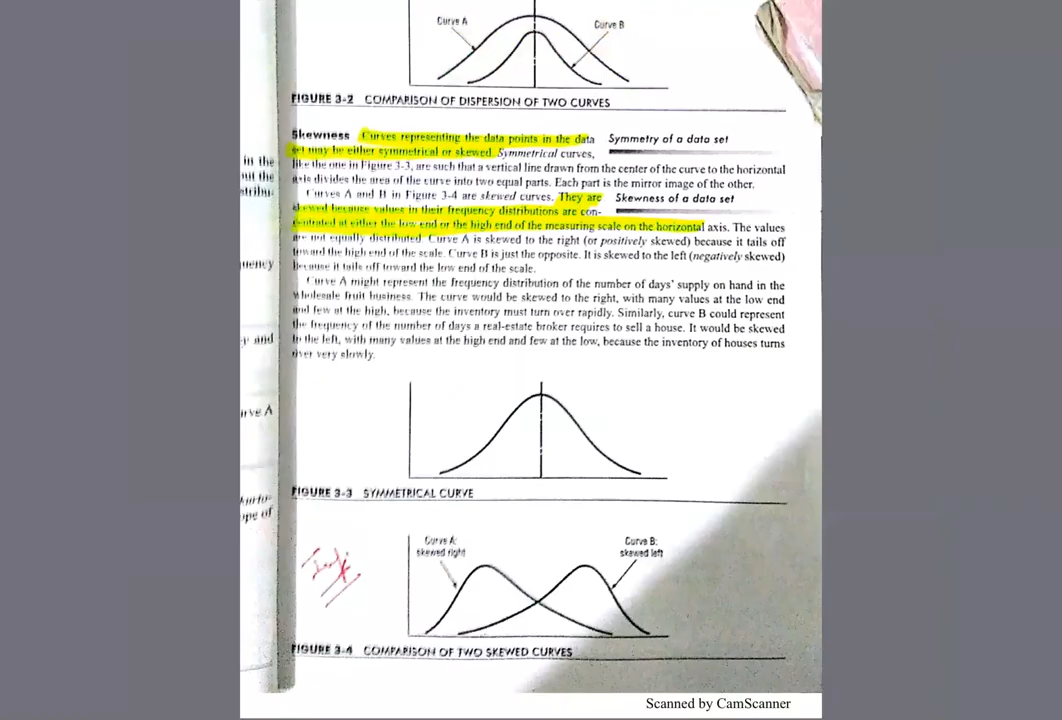 Curve A
Curve B
FIGURE 3-2 COMPARISON OF DISPERSION OF TWO CURVES
Skewness Curves representing the data points in the data
Symmetry of a data set
set may be either symmetrical or skewed. Symmetrical curves,
like the one in Figure 3-3, are such that a vertical line drawn from the center of the curve to the horizontal
axis divides the area of the curve into two equal parts. Each part is the mirror image of the other.
Curves A and B in Figure 3-4 are skewed curves. They are
Skewness of a data set
skewed because values in their frequency distributions are con-
centrated at either the low end or the high end of the measuring scale on the horizontal axis. The values
are not equally distributed. Curve A is skewed to the right (or positively skewed) because it tails off
toward the high end of the scale. Curve B is just the opposite. It is skewed to the left (negatively skewed)
because it tails off toward the low end of the scale.
Curve A might represent the frequency distribution of the number of days' supply on hand in the
wholesale fruit business. The curve would be skewed to the right, with many values at the low end
and few at the high, because the inventory must turn over rapidly. Similarly, curve B could represent
the frequency of the number of days a real-estate broker requires to sell a house. It would be skewed
to the left, with many values at the high end and few at the low, because the inventory of houses turns
over very slowly.
FIGURE 3-3 SYMMETRICAL CURVE
Curve A:
skewed right
Curve B:
skewed left
FIGURE 3-4 COMPARISON OF TWO SKEWED CURVES
in the
quency
and
urve A
pe of
Scanned by CamScanner